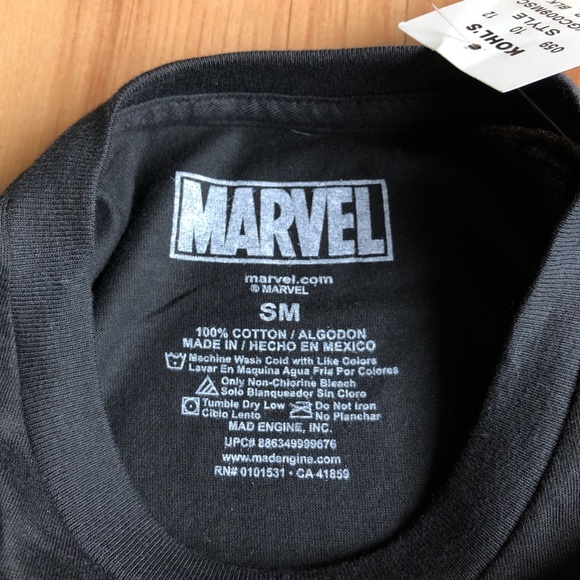 MARVEL
marvel.com
© MARVEL
SM
100% COTTON / ALGODON
MADE IN / HECHO EN MEXICO
Machine Wash Cold with Like Colors
Lavar En Maquina Agua Fria Por Colores
Only Non-Chlorine Bleach
Solo Blanqueador Sin Cloro
Tumble Dry Low Do Not Iron
Ciclo Lento No Planchar
MAD ENGINE, INC.
UPC# 886349999676
www.madengine.com
RN# 0101531 • CA 41859
KOHL'S
STYLE
10 12
059